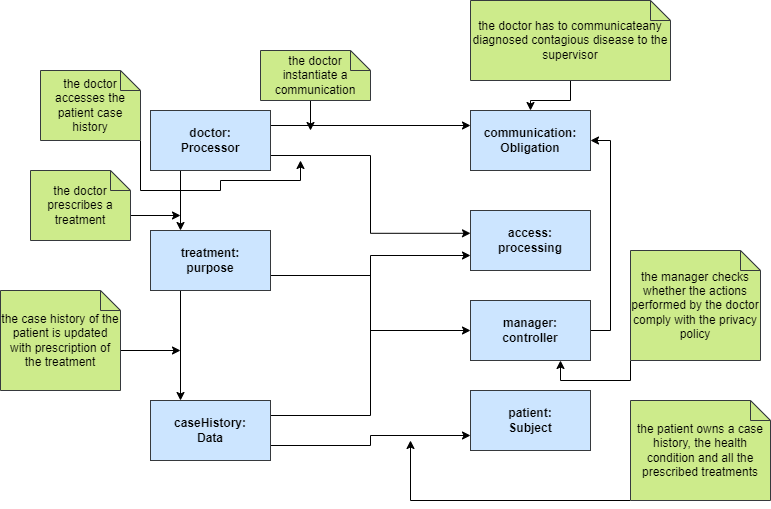 the doctor has to communicateany
diagnosed contagious disease to the
supervisor
the doctor
instantiate a
communication
the doctor
accesses the
patient case
history
doctor:
Processor
communication:
Obligation
the doctor
prescribes a
treatment
treatment:
purpose
access:
processing
the manager checks
whether the actions
performed by the doctor
comply with the privacy
policy
the case history of the
patient is updated
with prescription of
the treatment
manager:
controller
caseHistory:
Data
patient:
Subject
the patient owns a case
history, the health
condition and all the
prescribed treatments